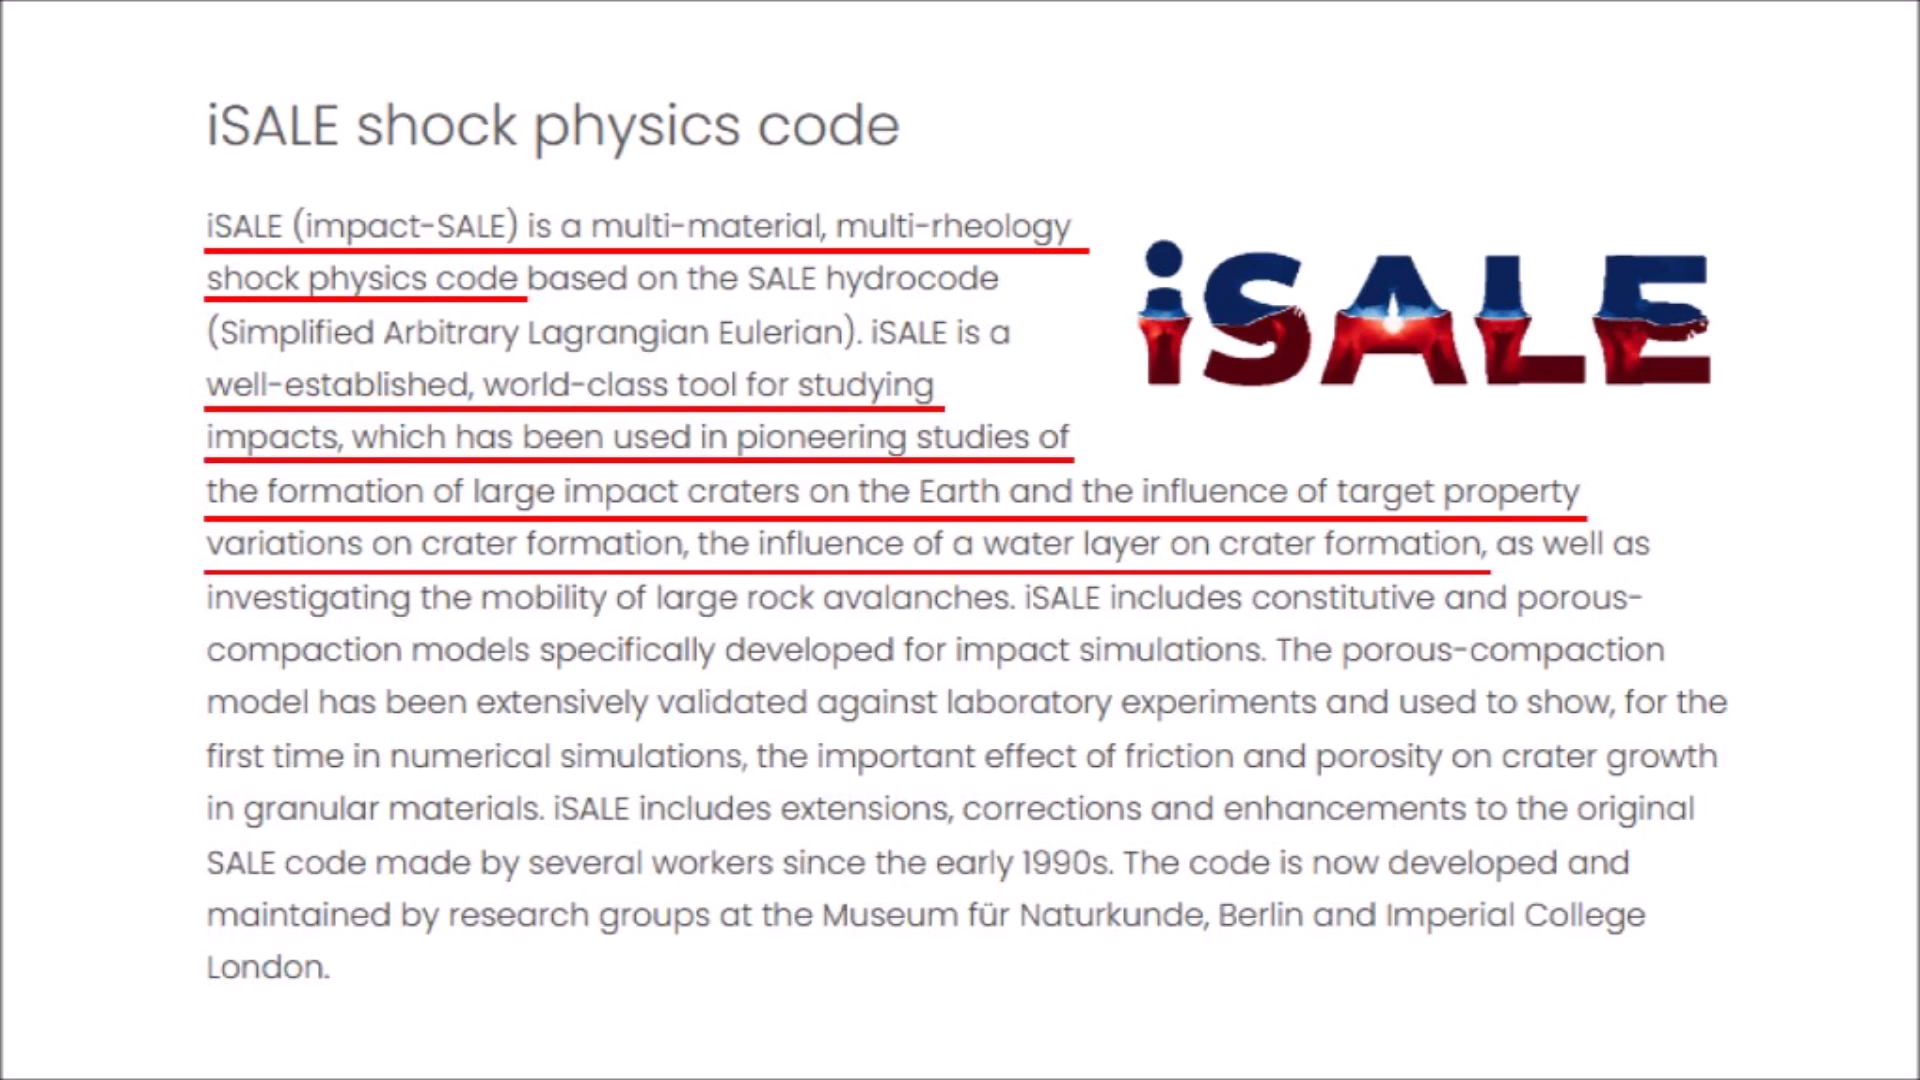 iSALE shock physics code
iSALE (impact-SALE) is a multi-material, multi-rheology
shock physics code based on the SALE hydrocode
(Simplified Arbitrary Lagrangian Eulerian). iSALE is a
well-established, world-class tool for studying
impacts, which has been used in pioneering studies of
iSALE
the formation of large impact craters on the Earth and the influence of target property
variations on crater formation, the influence of a water layer on crater formation, as well as
investigating the mobility of large rock avalanches. iSALE includes constitutive and porous-
compaction models specifically developed for impact simulations. The porous-compaction
model has been extensively validated against laboratory experiments and used to show, for the
first time in numerical simulations, the important effect of friction and porosity on crater growth
in granular materials. iSALE includes extensions, corrections and enhancements to the original
SALE code made by several workers since the early 1990s. The code is now developed and
maintained by research groups at the Museum für Naturkunde, Berlin and Imperial College
London.